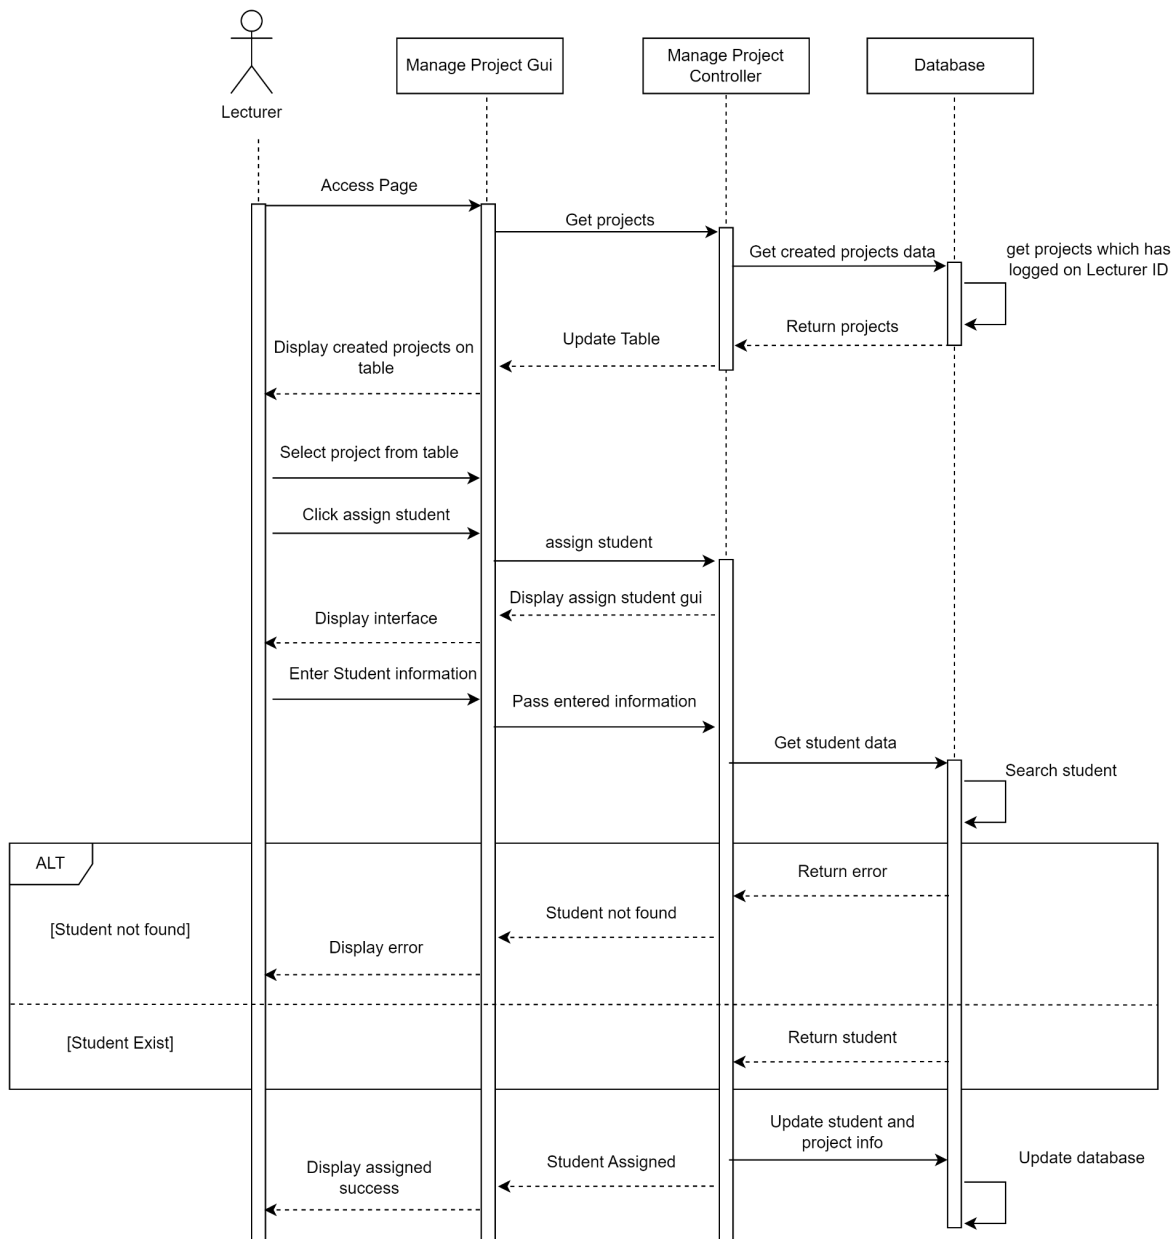 Lecturer
Manage Project Gui
Manage Project
Controller
Database
Access Page
Get projects
Get created projects data
get projects which has
logged on Lecturer ID
Return projects
Update Table
Display created projects on
table
Select project from table
Click assign student
assign student
Display assign student gui
Display interface
Enter Student information
Pass entered information
Get student data
Search student
ALT
Return error
[Student not found]
Student not found
Display error
[Student Exist]
Return student
Update student and
project info
Update database
Student Assigned
Display assigned
success